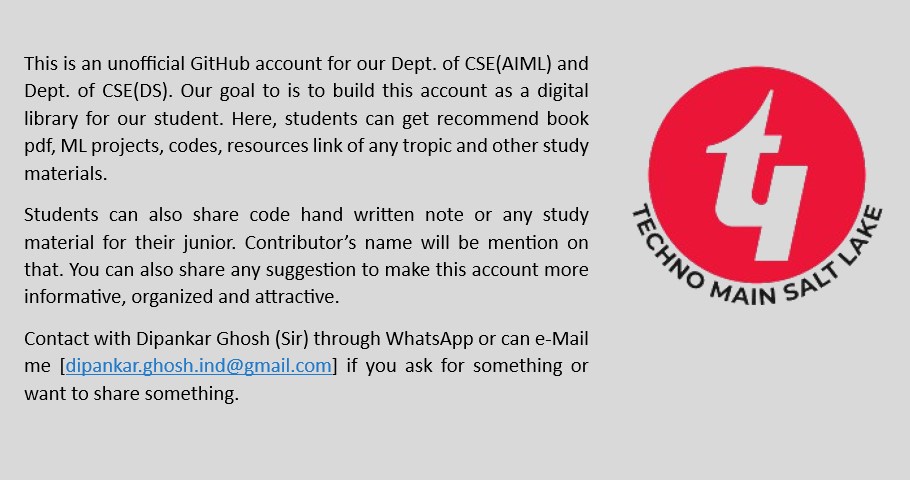 This is an unofficial GitHub account for our Dept. of CSE(AIML) and
Dept. of CSE(DS). Our goal to is to build this account as a digital
library for our student. Here, students can get recommend book
pdf, ML projects, codes, resources link of any tropic and other study
materials.
Students can also share code hand written note or any study
material for their junior. Contributor’s name will be mention on
that. You can also share any suggestion to make this account more
informative, organized and attractive.
Contact with Dipankar Ghosh (Sir) through WhatsApp or can e-Mail
me [dipankar.ghosh.ind@gmail.com] if you ask for something or
want to share something.
TECHNO MAIN SALT LAKE